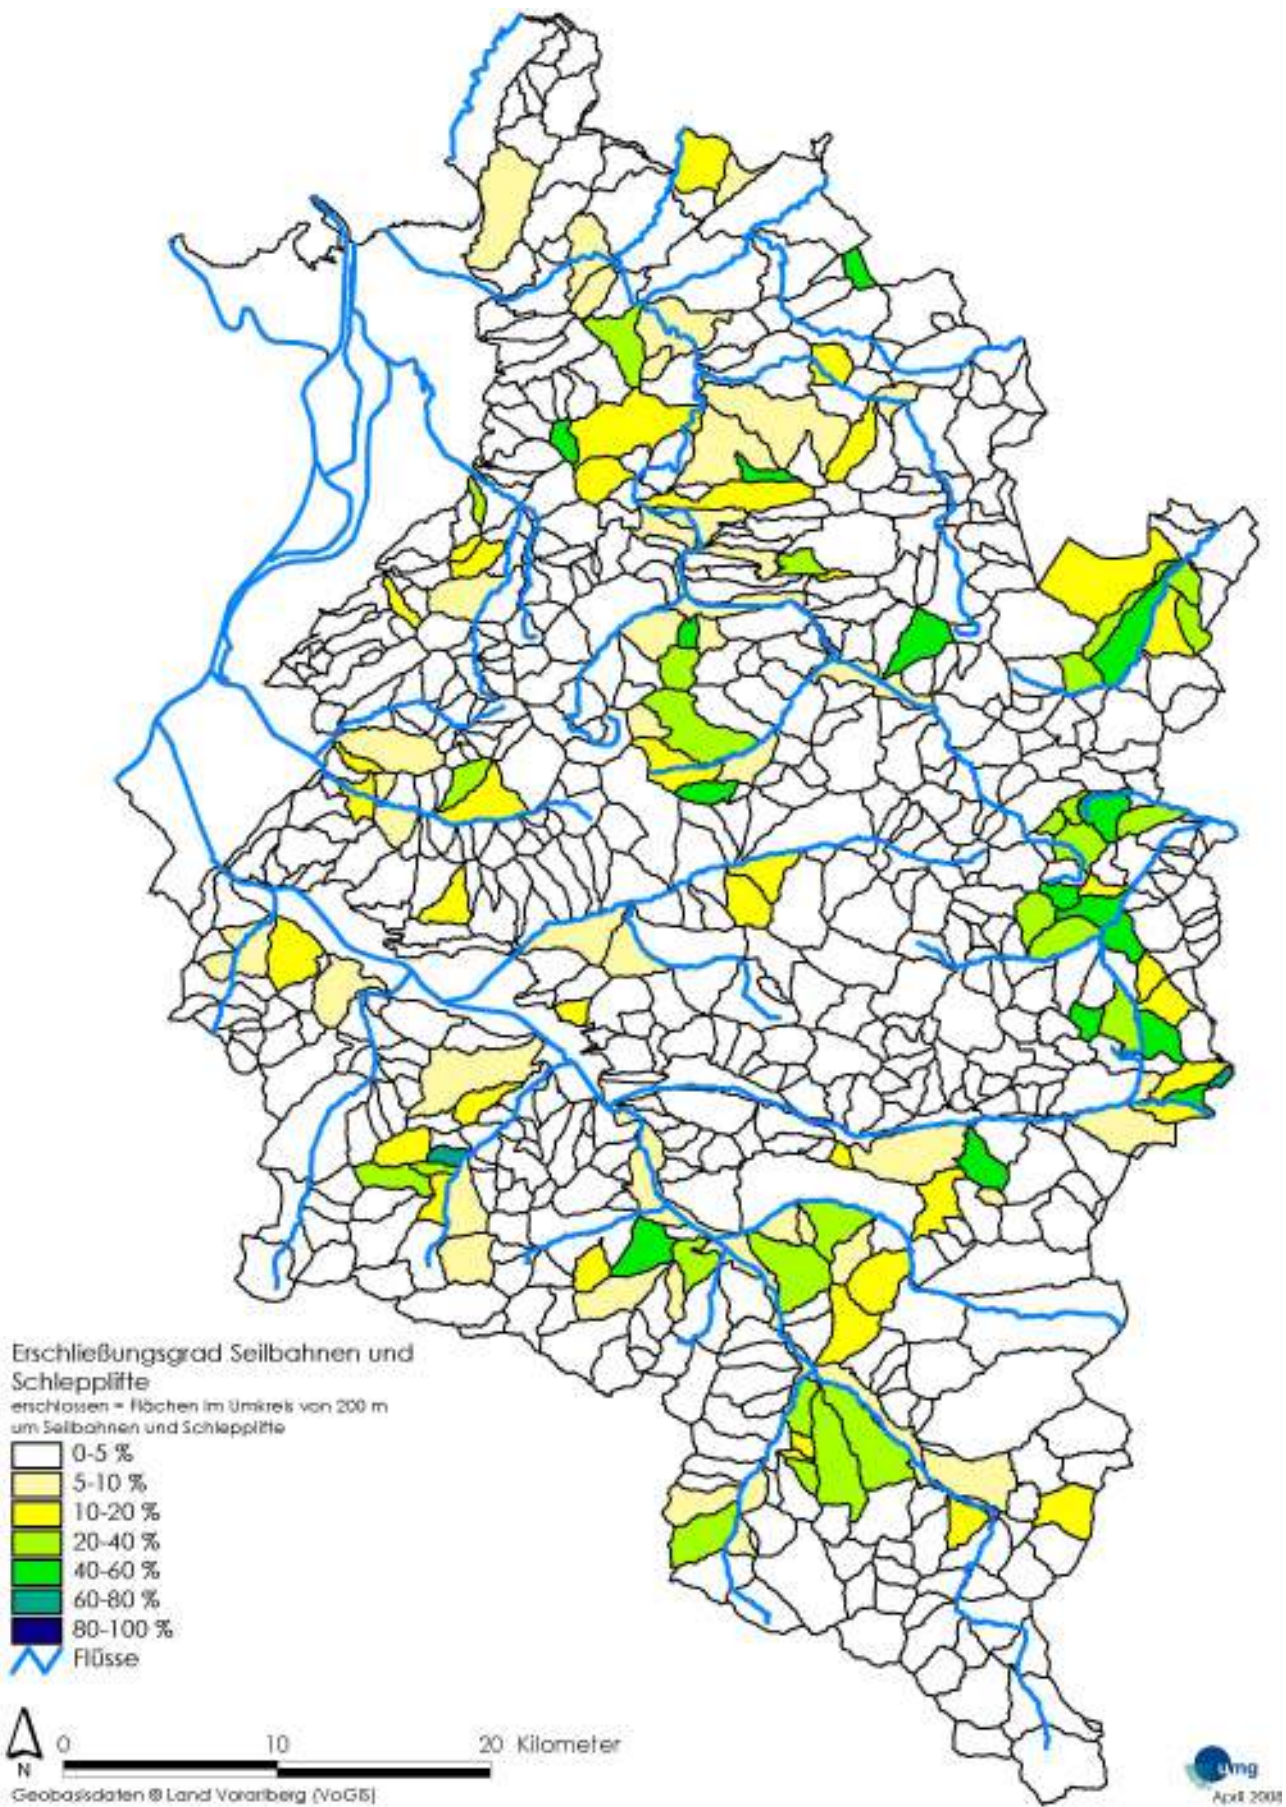 Erschließungsgrad Seilbahnen und
Schlepplifte
erschlossen = Flächen im Umkreis von 200 m
um Seilbahnen und Schlepplifte
0-5 %
5-10 %
10-20 %
20-40 %
40-60 %
60-80 %
80-100 %
Flüsse
N
0 10 20 Kilometer
Geobasisdaten © Land Vorarlberg (VoGIS)
umg
April 2008